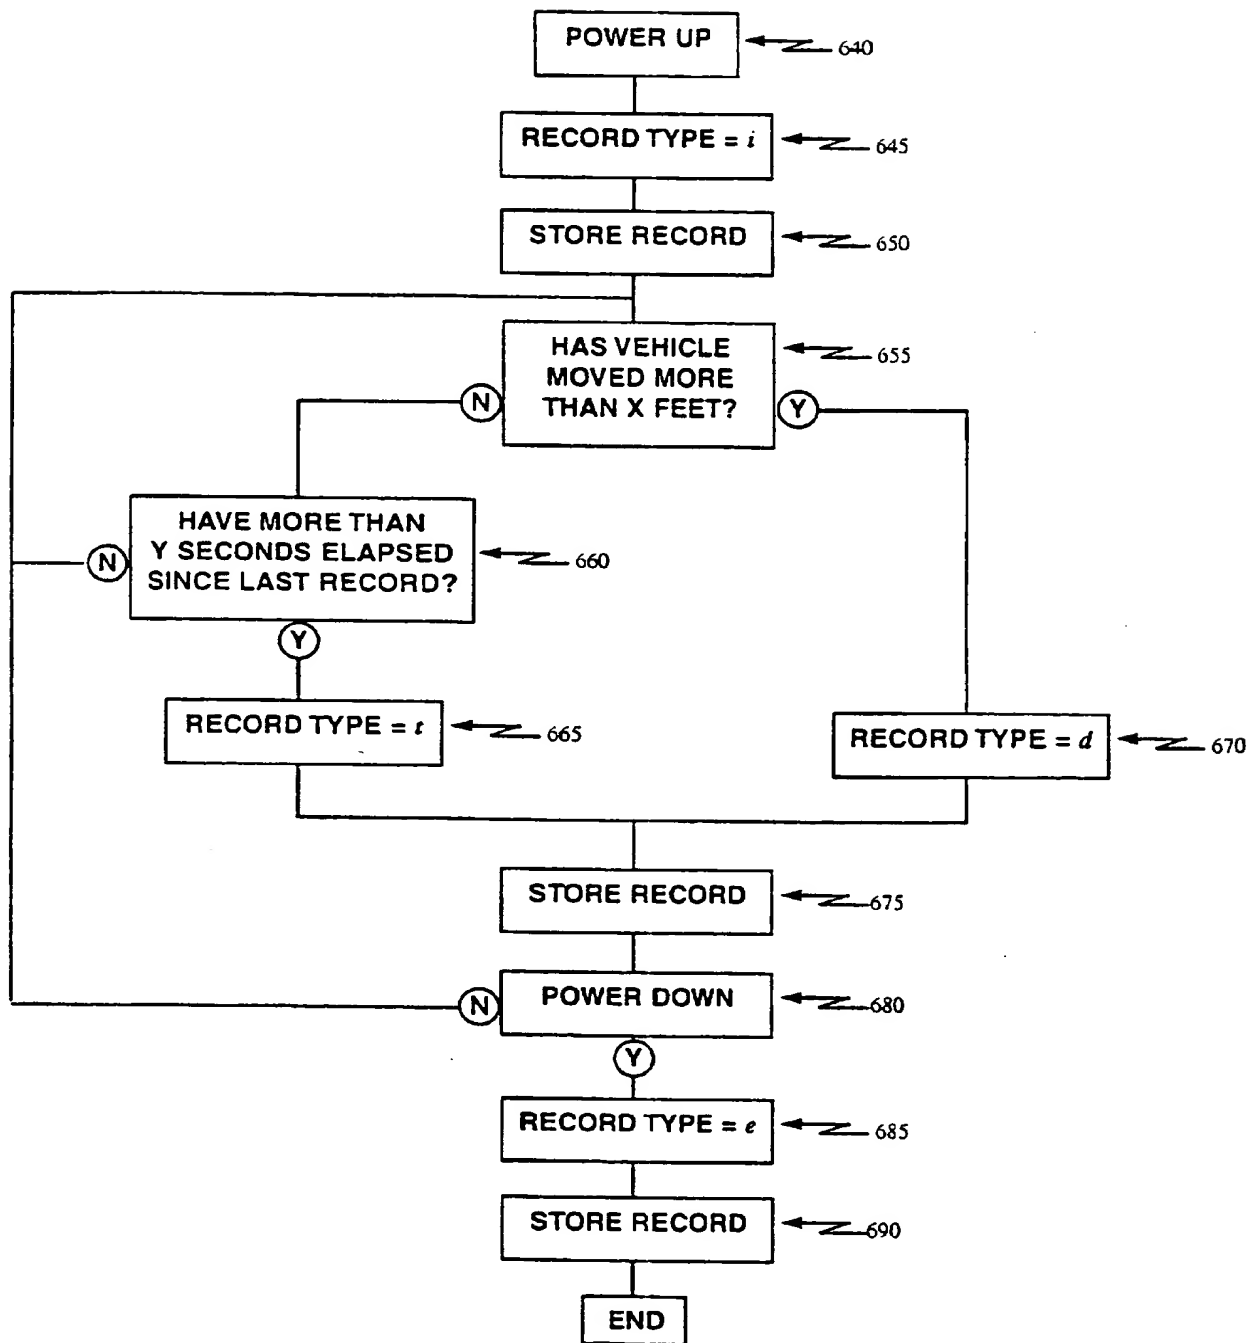 POWER UP
640
RECORD TYPE = i
645
STORE RECORD
650
HAS VEHICLE
MOVED MORE
THAN X FEET?
655
N
Y
HAVE MORE THAN
Y SECONDS ELAPSED
SINCE LAST RECORD?
660
N
Y
RECORD TYPE = t
665
RECORD TYPE = d
670
STORE RECORD
675
POWER DOWN
680
N
Y
RECORD TYPE = e
685
STORE RECORD
690
END